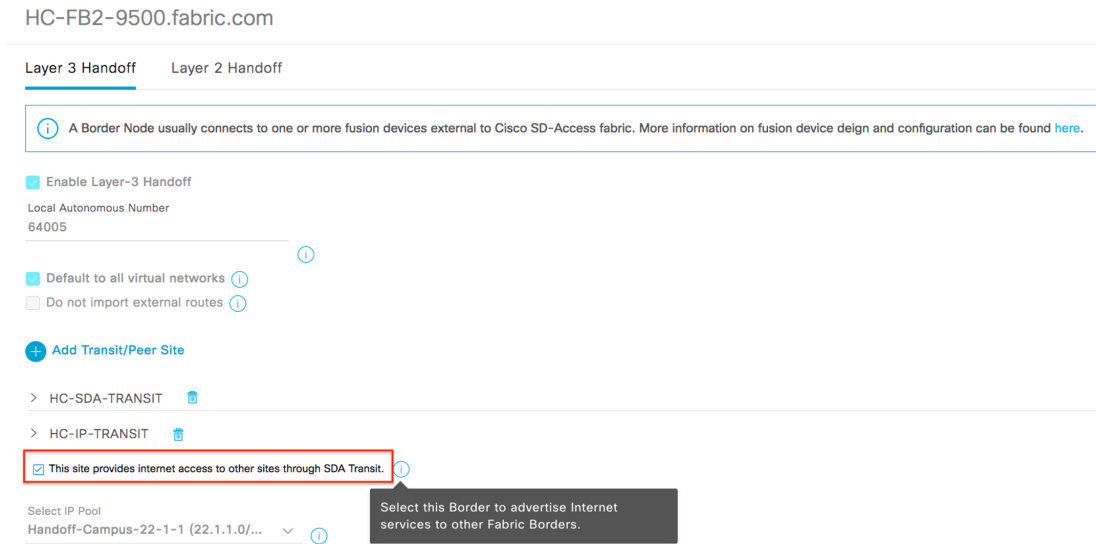 HC-FB2-9500.fabric.com
Layer 3 Handoff Layer 2 Handoff
A Border Node usually connects to one or more fusion devices external to Cisco SD-Access fabric. More information on fusion device deign and configuration can be found here.
Enable Layer-3 Handoff
Local Autonomous Number
64005
Default to all virtual networks
Do not import external routes
Add Transit/Peer Site
HC-SDA-TRANSIT
HC-IP-TRANSIT
This site provides internet access to other sites through SDA Transit.
Select this Border to advertise Internet
services to other Fabric Borders.
Select IP Pool
Handoff-Campus-22-1-1 (22.1.1.0/...